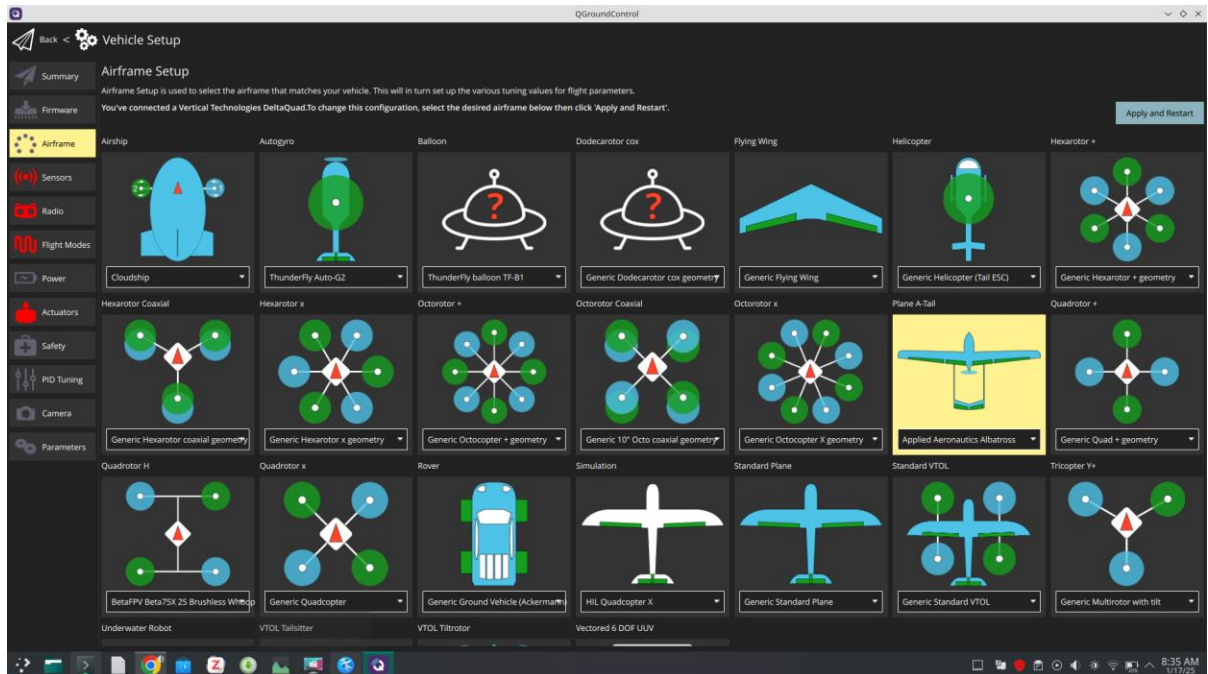 QGroundControl
Back < Vehicle Setup
Summary
Firmware
Airframe
Sensors
Radio
Flight Modes
Power
Actuators
Safety
PID Tuning
Camera
Parameters
Airframe Setup
Airframe Setup is used to select the airframe that matches your vehicle. This will in turn set up the various tuning values for flight parameters.
You've connected a Vertical Technologies DeltaQuad.To change this configuration, select the desired airframe below then click 'Apply and Restart'.
Apply and Restart
Airship
Autogyro
Balloon
Dodecarotor cox
Flying Wing
Helicopter
Hexarotor +
2
1
?
?
Cloudship
ThunderFly Auto-G2
ThunderFly balloon TF-B1
Generic Dodecarotor cox geometry
Generic Flying Wing
Generic Helicopter (Tail ESC)
Generic Hexarotor + geometry
Hexarotor Coaxial
Hexarotor x
Octorotor +
Octorotor Coaxial
Octorotor x
Plane A-Tail
Quadrotor +
Generic Hexarotor coaxial geometry
Generic Hexarotor x geometry
Generic Octocopter + geometry
Generic 10" Octo coaxial geometry
Generic Octocopter X geometry
Applied Aeronautics Albatross
Generic Quad + geometry
Quadrotor H
Quadrotor x
Rover
Simulation
Standard Plane
Standard VTOL
Tricopter Y+
BetaFPV Beta75X 2S Brushless Whoop
Generic Quadcopter
Generic Ground Vehicle (Ackermann)
HIL Quadcopter X
Generic Standard Plane
Generic Standard VTOL
Generic Multirotor with tilt
Underwater Robot
VTOL Tailsitter
VTOL Tiltrotor
Vectored 6 DOF UUV
8:35 AM
1/17/25